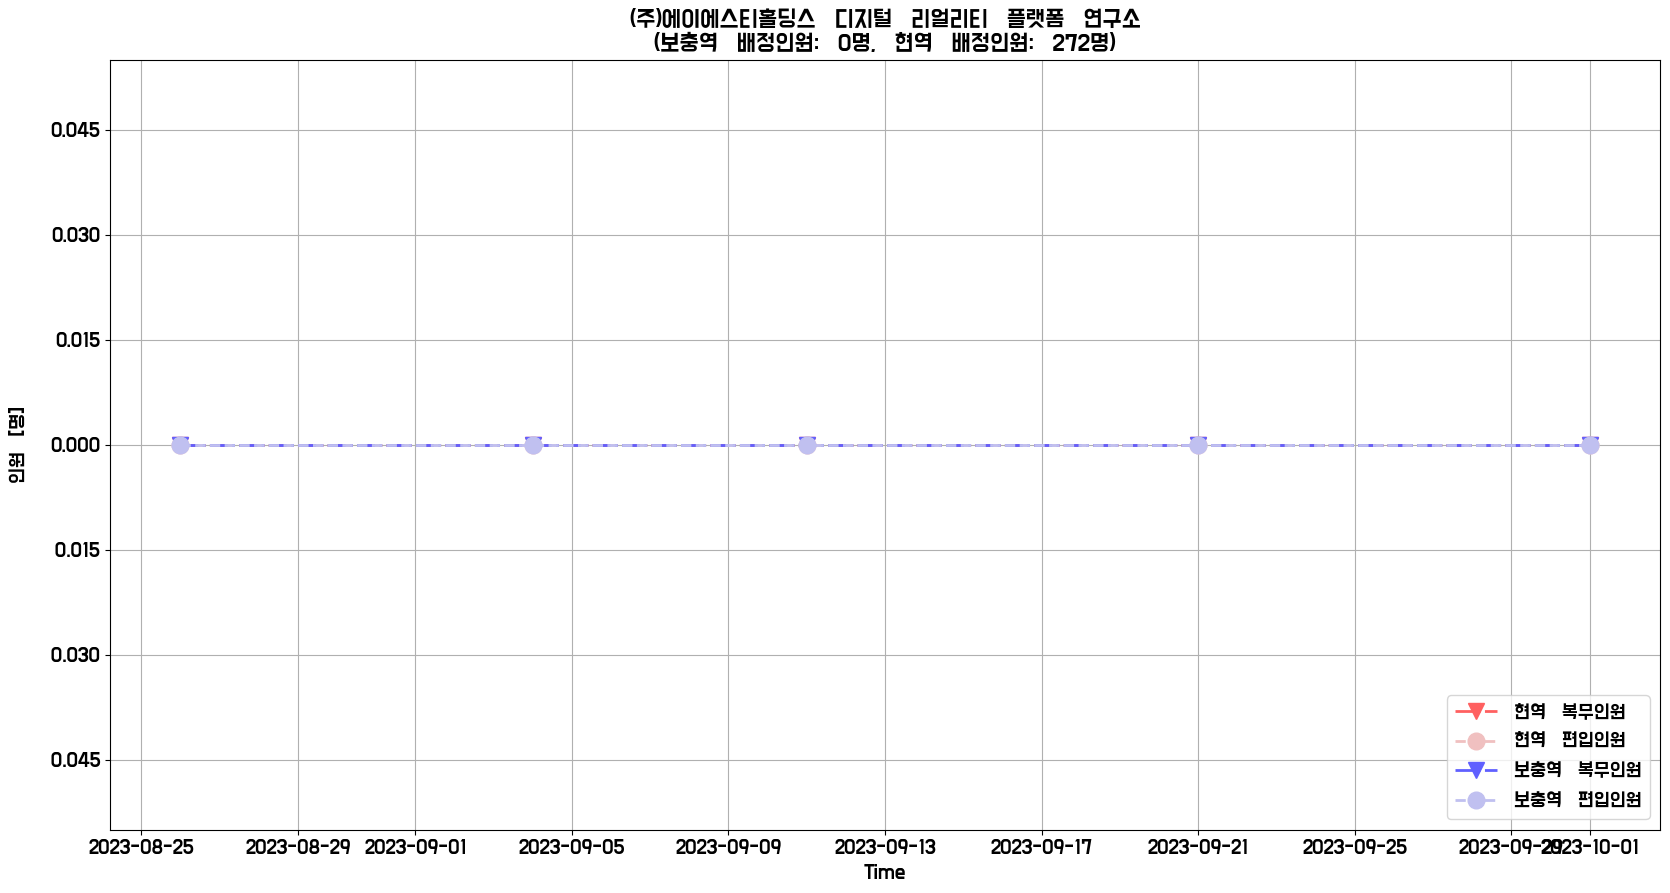 (주)에이에스티홀딩스 디지털 리얼리티 플랫폼 연구소
(보충역 배정인원: 0명, 현역 배정인원: 272명)
0.045
0.030
0.015
0.000
0.015
0.030
0.045
인원 [명]
2023-08-25 2023-08-29 2023-09-01 2023-09-05 2023-09-09 2023-09-13 2023-09-17 2023-09-21 2023-09-25 2023-09-29 2023-10-01
Time
현역 복무인원
현역 편입인원
보충역 복무인원
보충역 편입인원